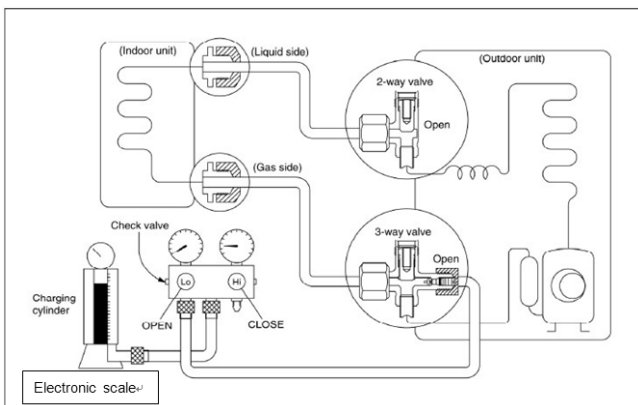 (Indoor unit)
(Liquid side)
2-way valve
(Outdoor unit)
Open
(Gas side)
3-way valve
Open
Check valve
Lo
Hi
Charging
cylinder
OPEN
CLOSE
Electronic scale